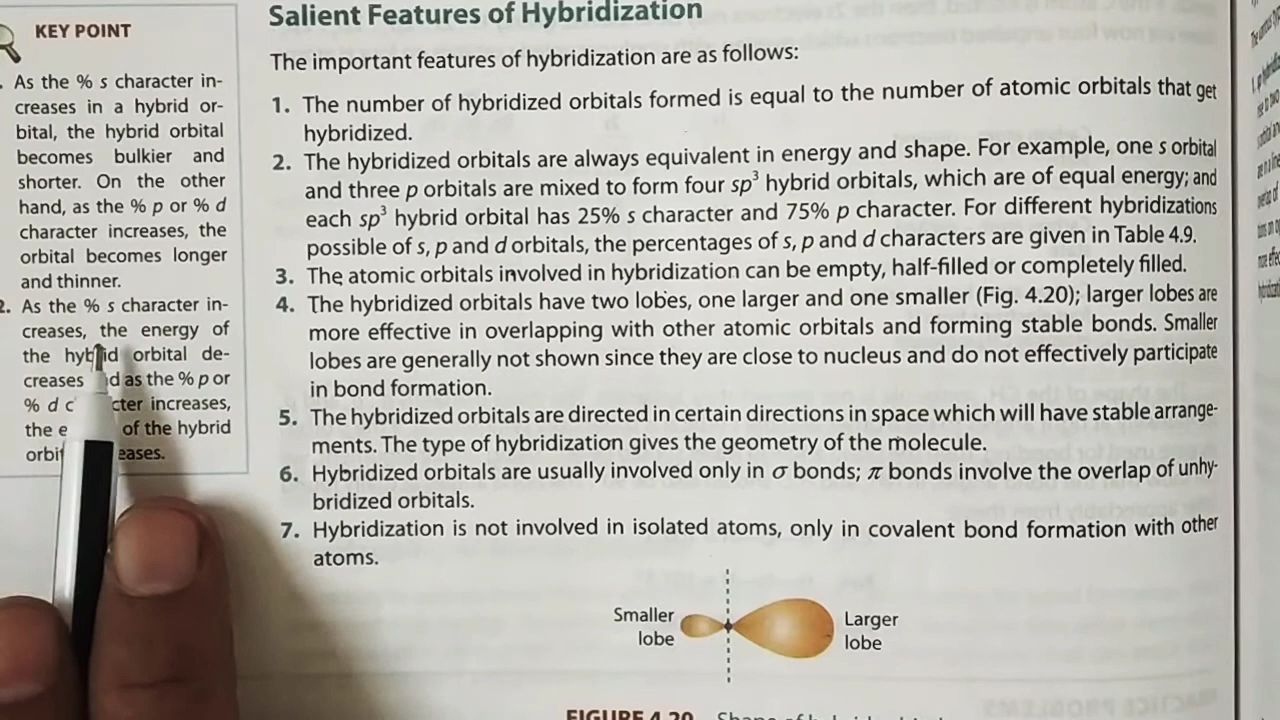 KEY POINT
As the % s character in-
creases in a hybrid or-
bital, the hybrid orbital
becomes bulkier and
shorter. On the other
hand, as the % p or % d
character increases, the
orbital becomes longer
and thinner.
2. As the % s character in-
creases, the energy of
the hybrid orbital de-
creases as the % p or
% d increases,
the of the hybrid
Salient Features of Hybridization
The important features of hybridization are as follows:
1. The number of hybridized orbitals formed is equal to the number of atomic orbitals that get
hybridized.
2. The hybridized orbitals are always equivalent in energy and shape. For example, one s orbital
and three p orbitals are mixed to form four sp³ hybrid orbitals, which are of equal energy; and
each sp³ hybrid orbital has 25% s character and 75% p character. For different hybridizations
possible of s, p and d orbitals, the percentages of s, p and d characters are given in Table 4.9.
3. The atomic orbitals involved in hybridization can be empty, half-filled or completely filled.
4. The hybridized orbitals have two lobes, one larger and one smaller (Fig. 4.20); larger lobes are
more effective in overlapping with other atomic orbitals and forming stable bonds. Smaller
lobes are generally not shown since they are close to nucleus and do not effectively participate
in bond formation.
5. The hybridized orbitals are directed in certain directions in space which will have stable arrange-
ments. The type of hybridization gives the geometry of the molecule.
6. Hybridized orbitals are usually involved only in σ bonds; π bonds involve the overlap of unhy-
bridized orbitals.
7. Hybridization is not involved in isolated atoms, only in covalent bond formation with other
atoms.
Smaller
lobe
Larger
lobe
FIGURE 4.20